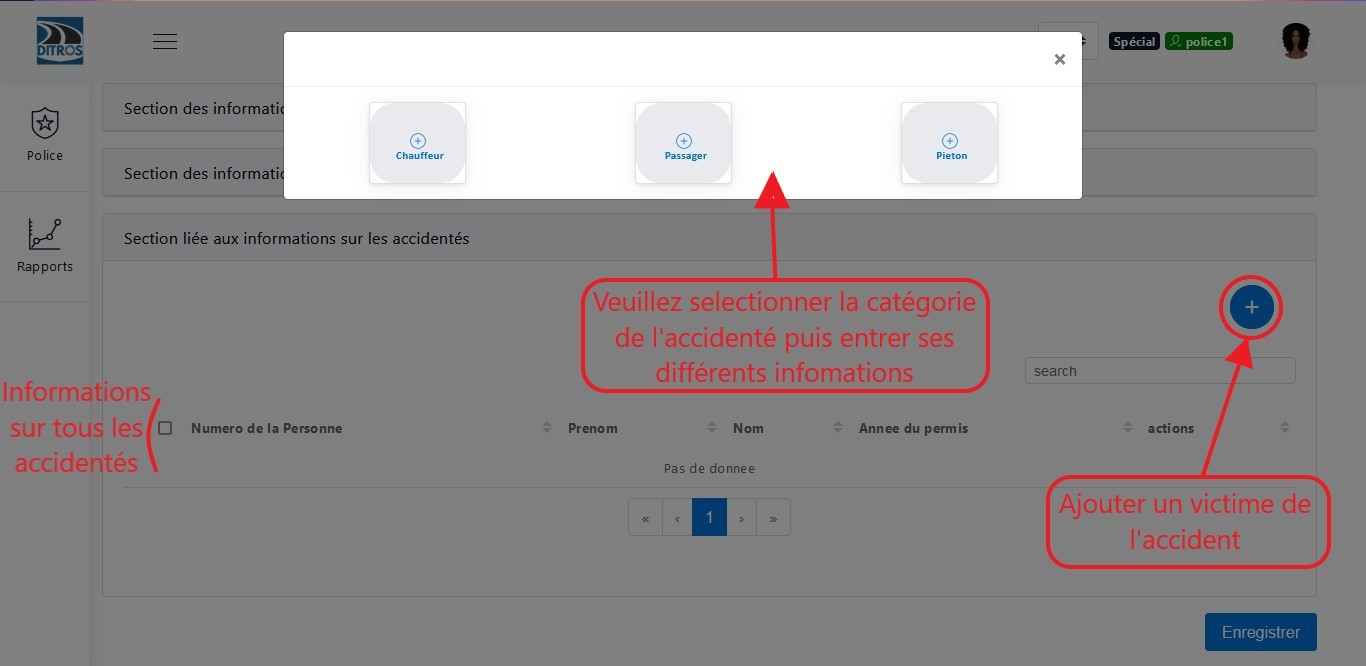 DITROS
Spécial
police1
Police
Rapports
Section des informatio
Section des informatio
Chauffeur
Passager
Pieton
Section liée aux informations sur les accidentés
Veuillez selectionner la catégorie
de l'accidenté puis entrer ses
différents infomations
search
Informations
sur tous les
accidentés
Numero de la Personne
Prenom
Nom
Annee du permis
actions
Pas de donnee
« ‹ 1 › »
Ajouter un victime de
l'accident
Enregistrer